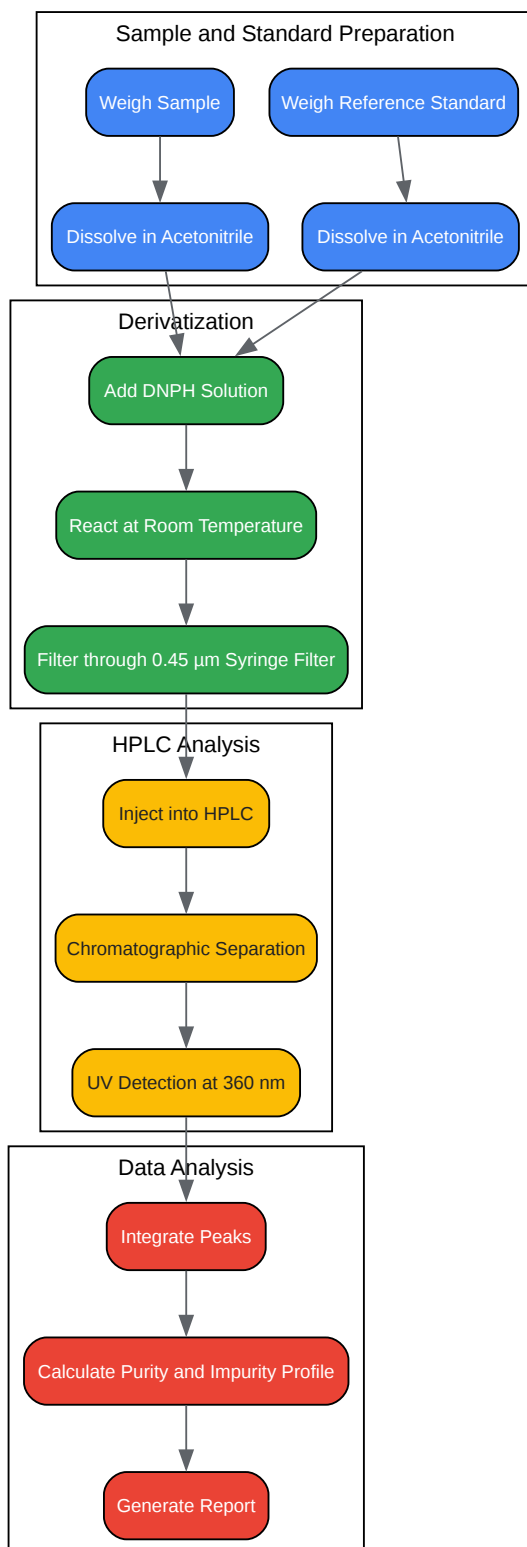 Sample and Standard Preparation
Weigh Sample
Weigh Reference Standard
Dissolve in Acetonitrile
Dissolve in Acetonitrile
Derivatization
Add DNPH Solution
React at Room Temperature
Filter through 0.45 µm Syringe Filter
HPLC Analysis
Inject into HPLC
Chromatographic Separation
UV Detection at 360 nm
Data Analysis
Integrate Peaks
Calculate Purity and Impurity Profile
Generate Report